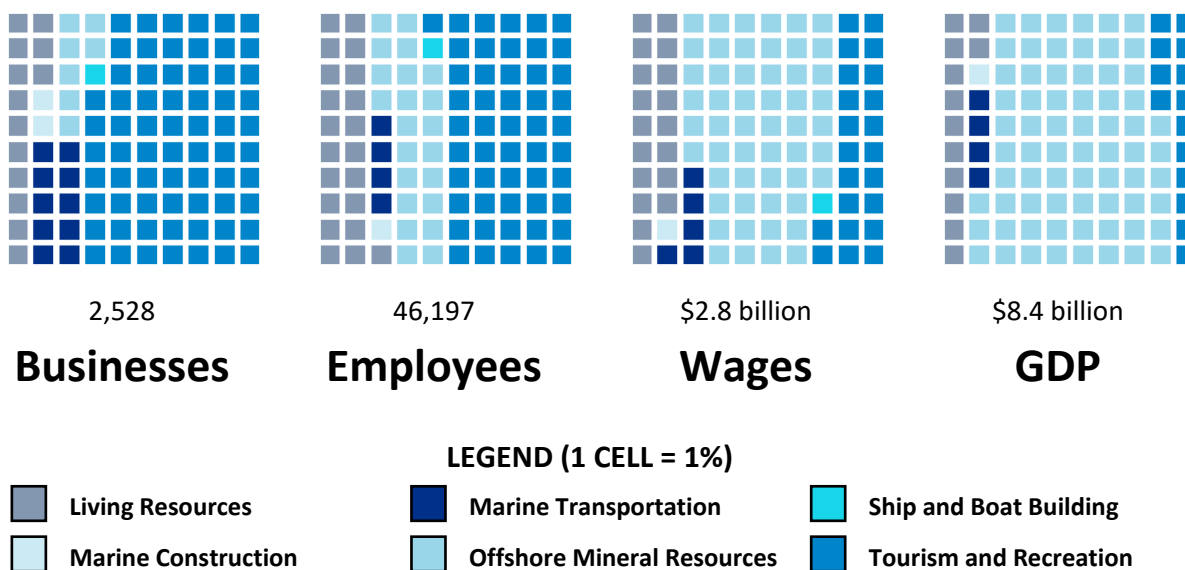 2,528 46,197 $2.8 billion $8.4 billion
Businesses Employees Wages GDP
LEGEND (1 CELL = 1%)
Living Resources Marine Transportation Ship and Boat Building
Marine Construction Offshore Mineral Resources Tourism and Recreation